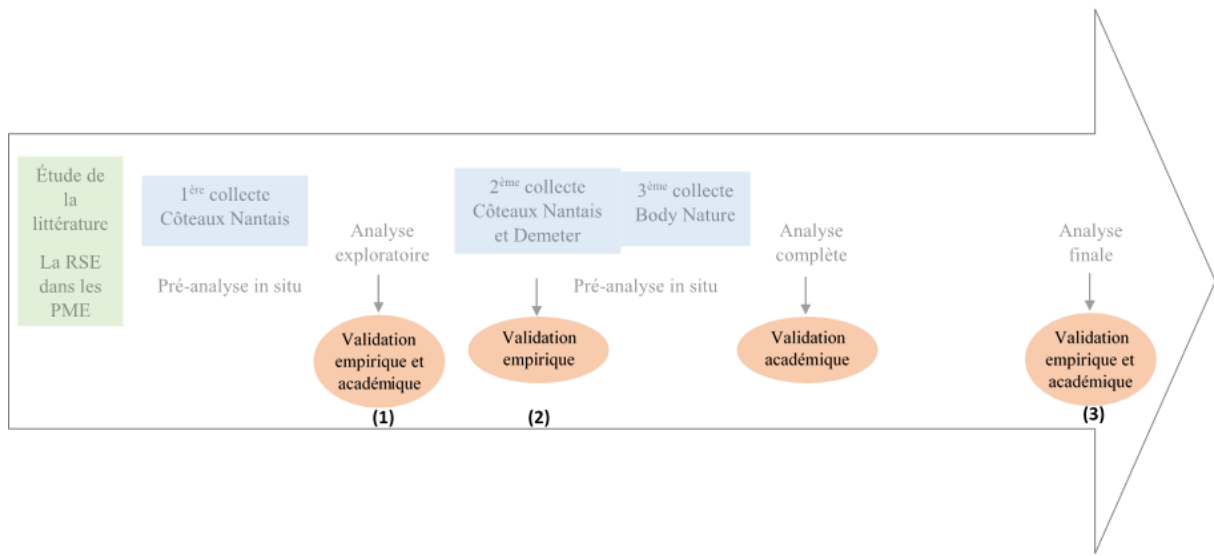 Étude de
la
littérature
La RSE
dans les
PME
1ère collecte
Côteaux Nantais
Pré-analyse in situ
Analyse
exploratoire
Validation
empirique et
académique
(1)
2ème collecte
Côteaux Nantais
et Demeter
Validation
empirique
(2)
3ème collecte
Body Nature
Pré-analyse in situ
Analyse
complète
Validation
académique
Analyse
finale
Validation
empirique et
académique
(3)